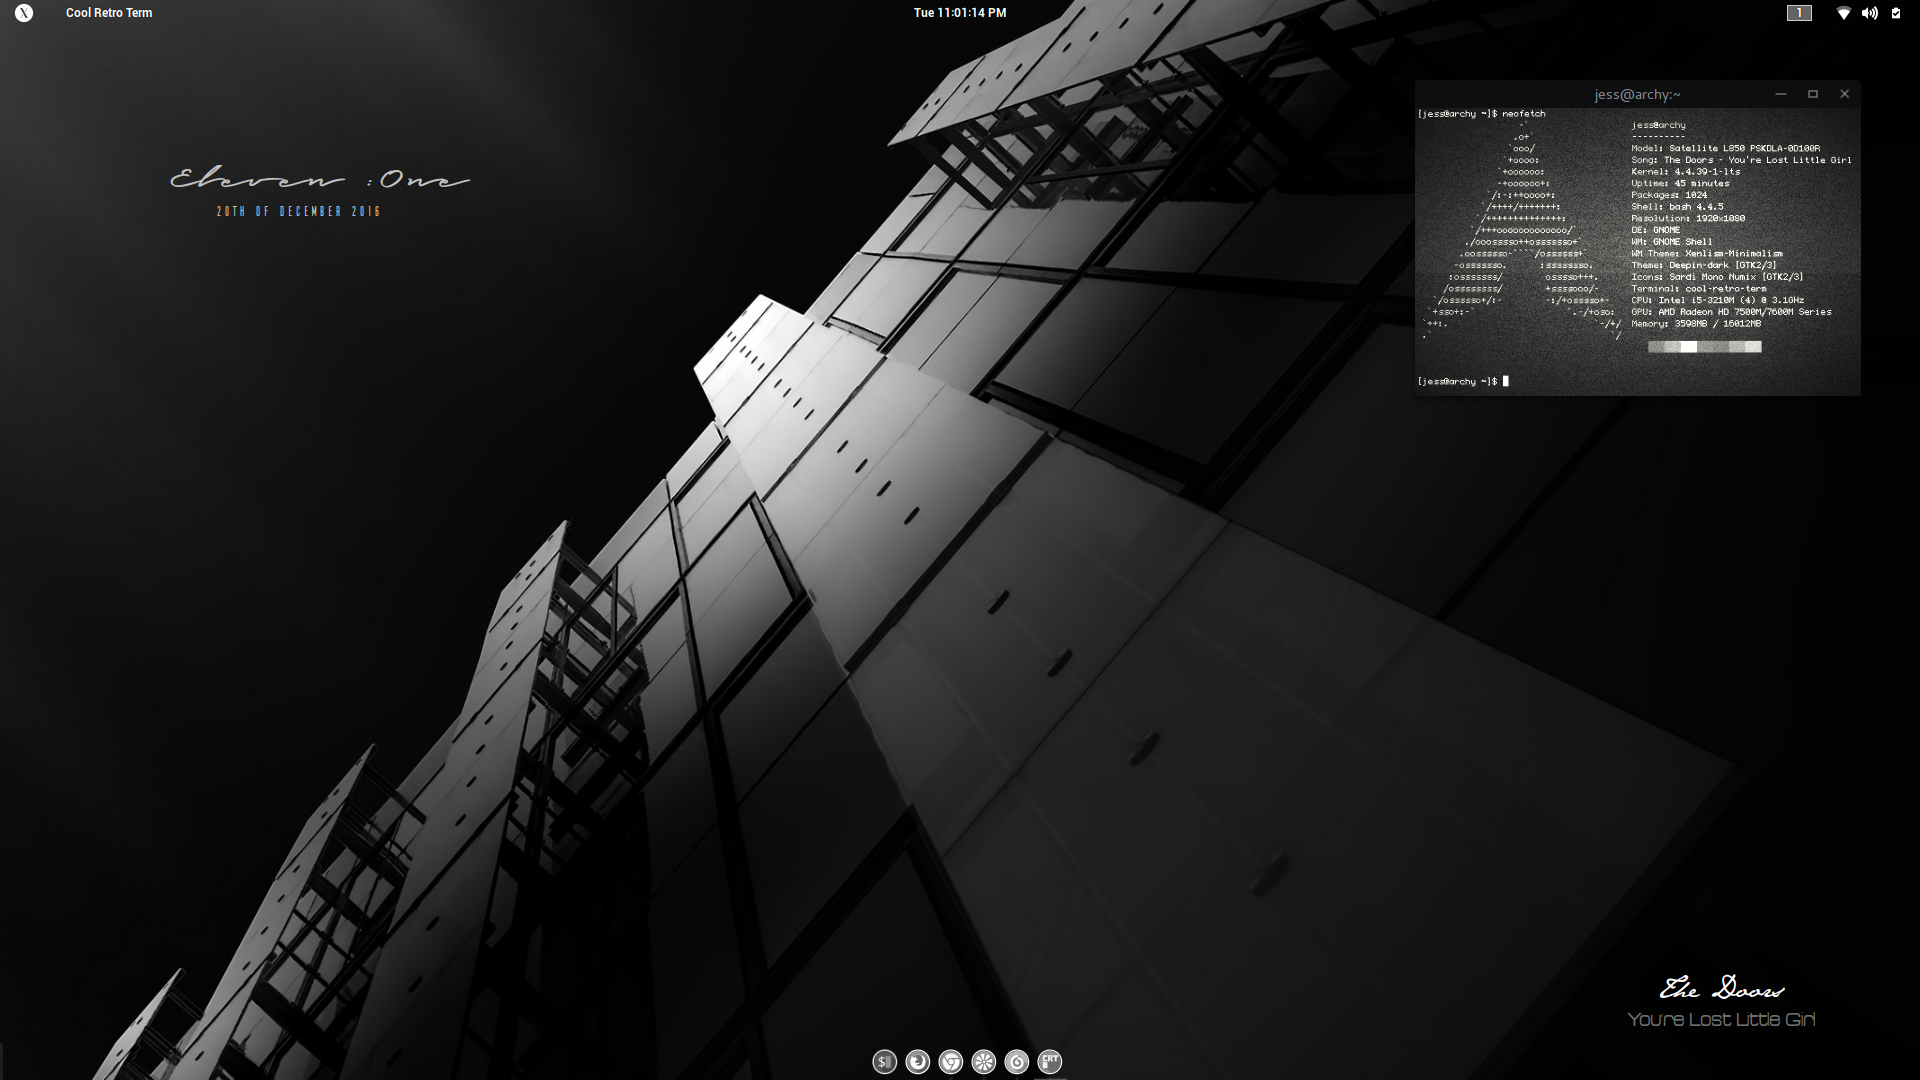 Cool Retro Term
Tue 11:01:14 PM
1
Eleven :One
20TH OF DECEMBER 2016
jess@archy:~
[jess@archy ~]$ neofetch
jess@archy
----------
Model: Satellite L850 PSKDLA-0D100R
Song: The Doors - You're Lost Little Girl
Kernel: 4.4.39-1-lts
Uptime: 45 minutes
Packages: 1024
Shell: bash 4.4.5
Resolution: 1920x1080
DE: GNOME
WM: GNOME Shell
WM Theme: Xenlism-Minimalism
Theme: Deepin-dark [GTK2/3]
Icons: Sardi Mono Numix [GTK2/3]
Terminal: cool-retro-term
CPU: Intel i5-3210M (4) @ 3.1GHz
GPU: AMD Radeon HD 7500M/7600M Series
Memory: 3598MB / 16012MB
[jess@archy ~]$
The Doors
You're Lost Little Girl
$
CRT